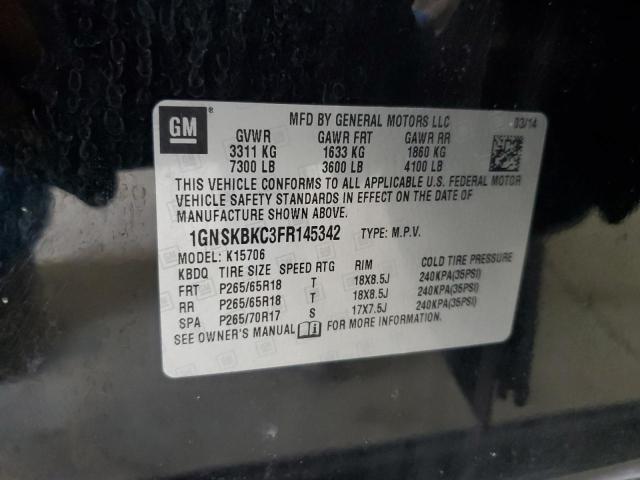 GM ®
MFD BY GENERAL MOTORS LLC 03/14
GVWR GAWR FRT GAWR RR
3311 KG 1633 KG 1860 KG
7300 LB 3600 LB 4100 LB
THIS VEHICLE CONFORMS TO ALL APPLICABLE U.S. FEDERAL MOTOR
VEHICLE SAFETY STANDARDS IN EFFECT ON THE DATE OF
MANUFACTURE SHOWN ABOVE.
1GNSKBKC3FR145342 TYPE: M.P.V.
MODEL: K15706
KBDQ TIRE SIZE SPEED RTG RIM COLD TIRE PRESSURE
FRT P265/65R18 T 18X8.5J 240KPA(35PSI)
RR P265/65R18 T 18X8.5J 240KPA(35PSI)
SPA P265/70R17 S 17X7.5J 240KPA(35PSI)
SEE OWNER'S MANUAL FOR MORE INFORMATION.